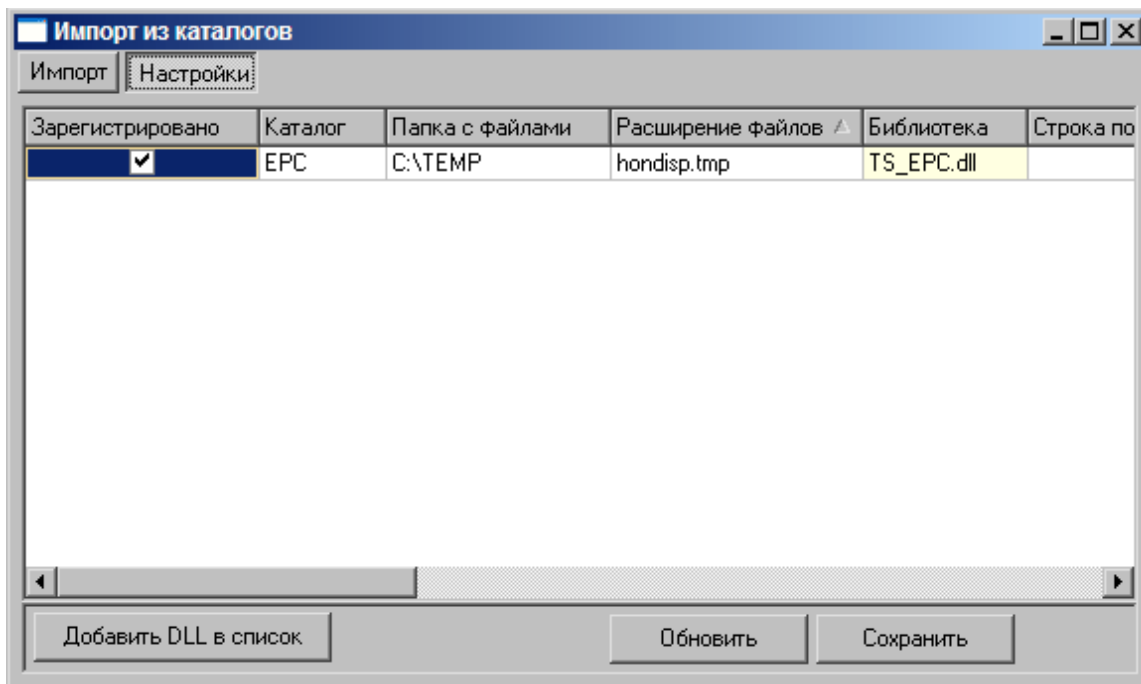 Импорт из каталогов
Импорт Настройки
Зарегистрировано Каталог Папка с файлами Расширение файлов Библиотека Строка по
EPC C:\TEMP hondisp.tmp TS_EPC.dll
Добавить DLL в список Обновить Сохранить